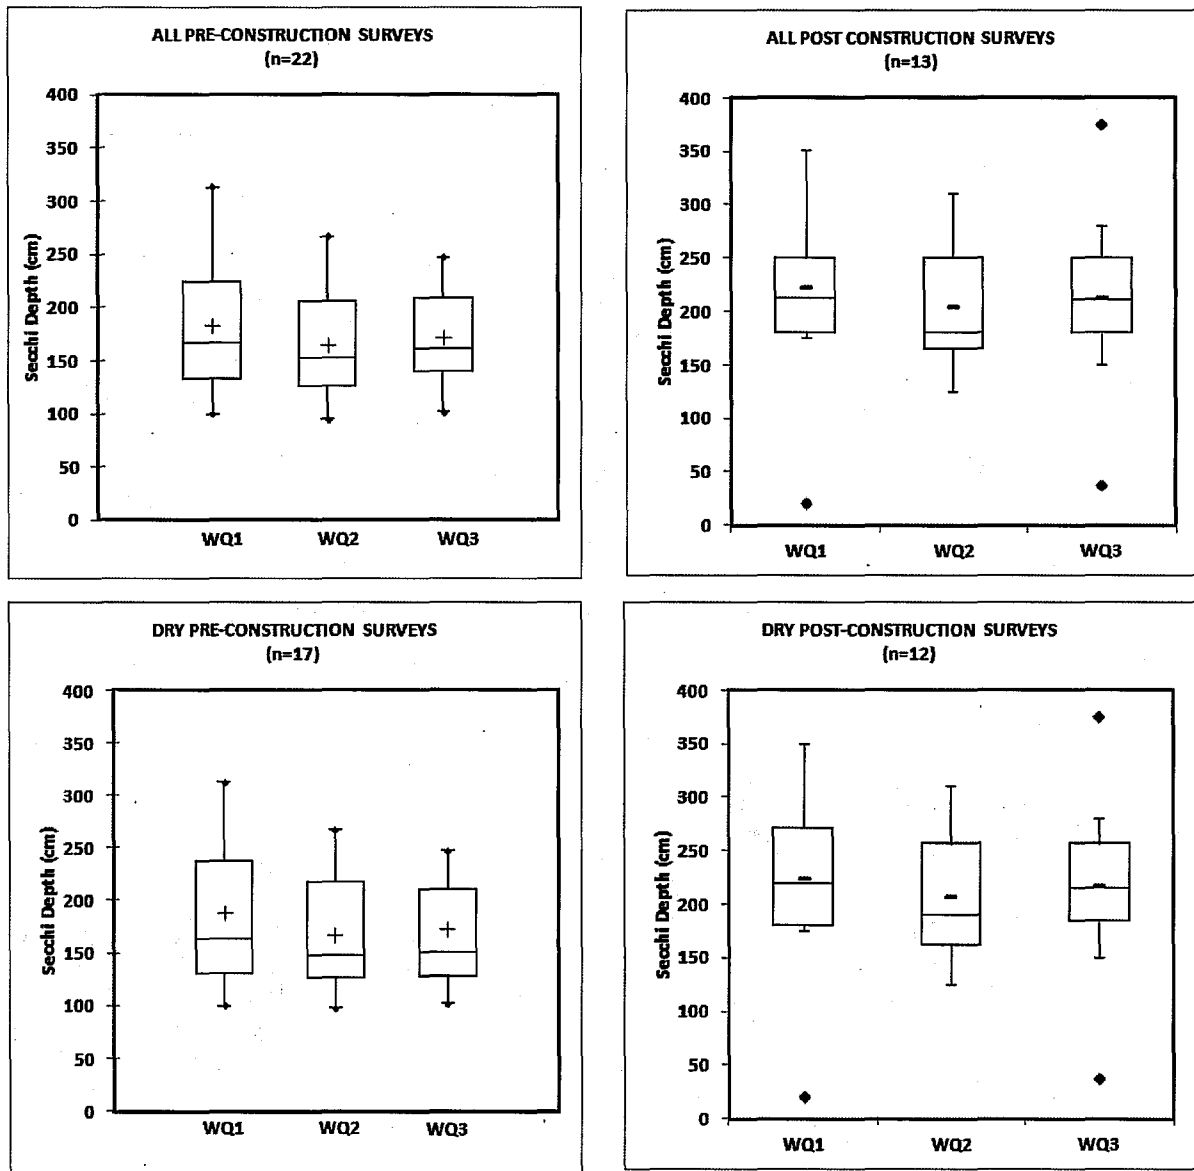 ALL PRE-CONSTRUCTION SURVEYS
(n=22)
Secchi Depth (cm)
400
350
300
250
200
150
100
50
0
WQ1 WQ2 WQ3
ALL POST CONSTRUCTION SURVEYS
(n=13)
Secchi Depth (cm)
400
350
300
250
200
150
100
50
0
WQ1 WQ2 WQ3
DRY PRE-CONSTRUCTION SURVEYS
(n=17)
Secchi Depth (cm)
400
350
300
250
200
150
100
50
0
WQ1 WQ2 WQ3
DRY POST-CONSTRUCTION SURVEYS
(n=12)
Secchi Depth (cm)
400
350
300
250
200
150
100
50
0
WQ1 WQ2 WQ3